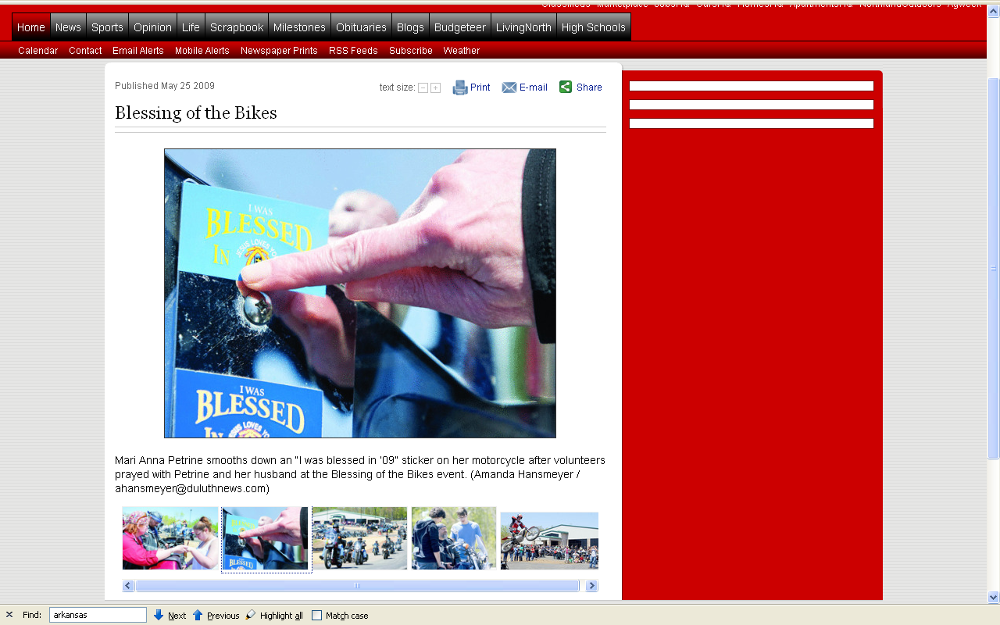 Classifieds Marketplace JobsHQ CarsHQ HomesHQ ApartmentsHQ NorthlandOutdoors Agweek
Home News Sports Opinion Life Scrapbook Milestones Obituaries Blogs Budgeteer LivingNorth High Schools
Calendar Contact Email Alerts Mobile Alerts Newspaper Prints RSS Feeds Subscribe Weather
Published May 25 2009
text size: Print E-mail Share
Blessing of the Bikes
I WAS
BLESSED
IN
JESUS LOVES YOU
I WAS
BLESSED
IN
JESUS LOVES YO
Mari Anna Petrine smooths down an "I was blessed in '09" sticker on her motorcycle after volunteers
prayed with Petrine and her husband at the Blessing of the Bikes event. (Amanda Hansmeyer /
ahansmeyer@duluthnews.com)
Find: arkansas Next Previous Highlight all Match case